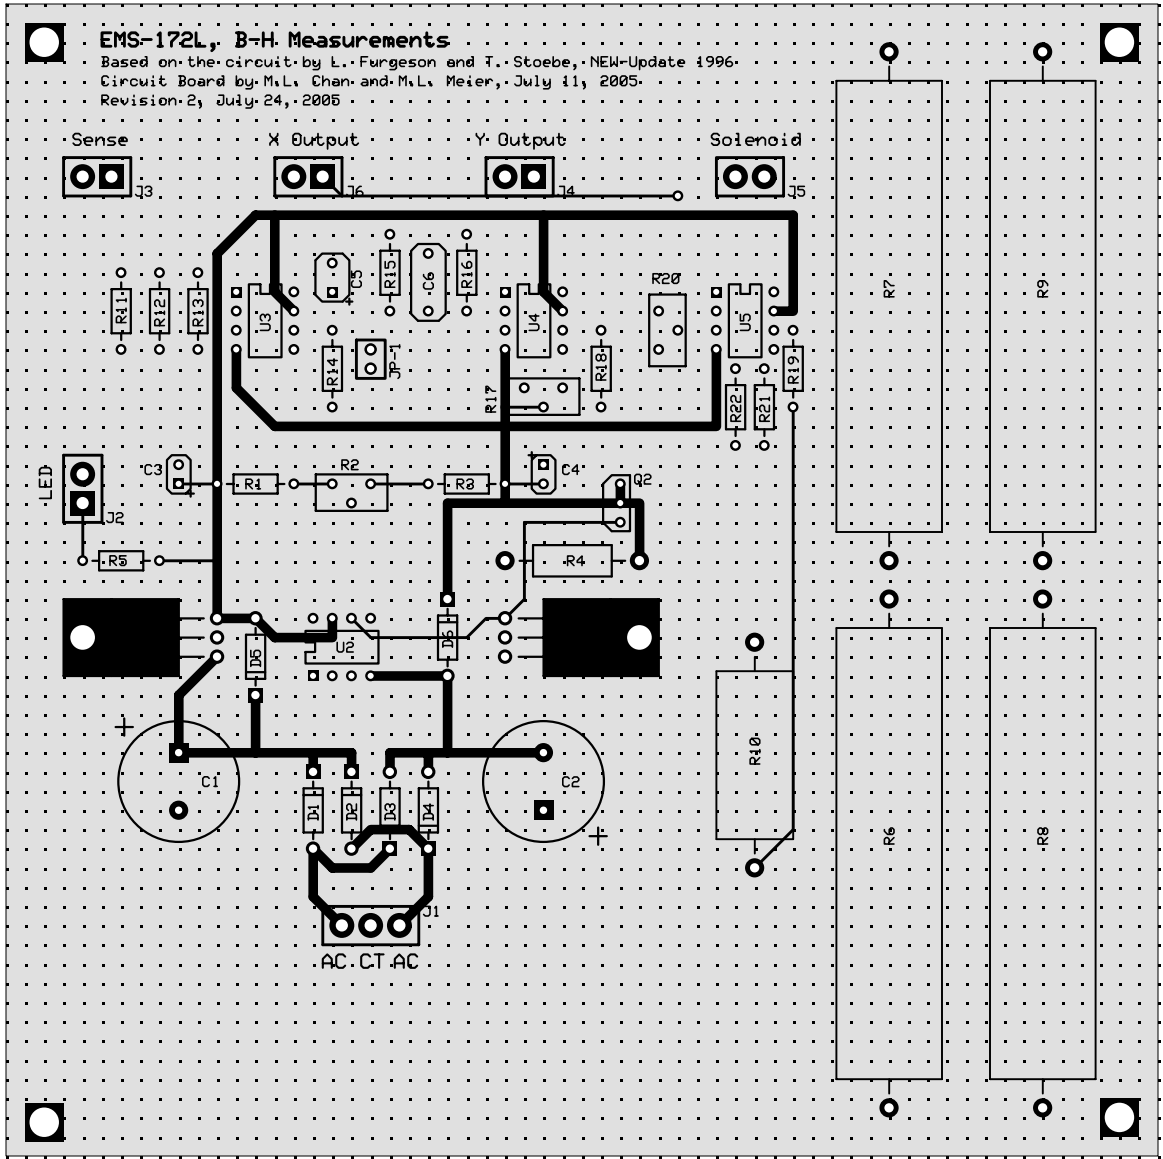 EMS-172L, B-H Measurements
Based on the circuit by L. Furgeson and T. Stoebe, NEW-Update 1996
Circuit Board by M.L. Chan and M.L. Meier, July 11, 2005
Revision 2, July 24, 2005
Sense X Output Y Output Solenoid
J3 J6 J4 J5
R11 R12 R13 U3 C5 + R15 C6 R16 U4 R20 U5 R7 R9
R14 JP-1 R17 R18 R19
R22 R21
LED C3 + R1 R2 R3 + C4 Q2
J2
R5 R4
D5 U2 D6
R10
+ C1 C2 +
D1 D2 D3 D4 R6 R8
J1
AC CT AC